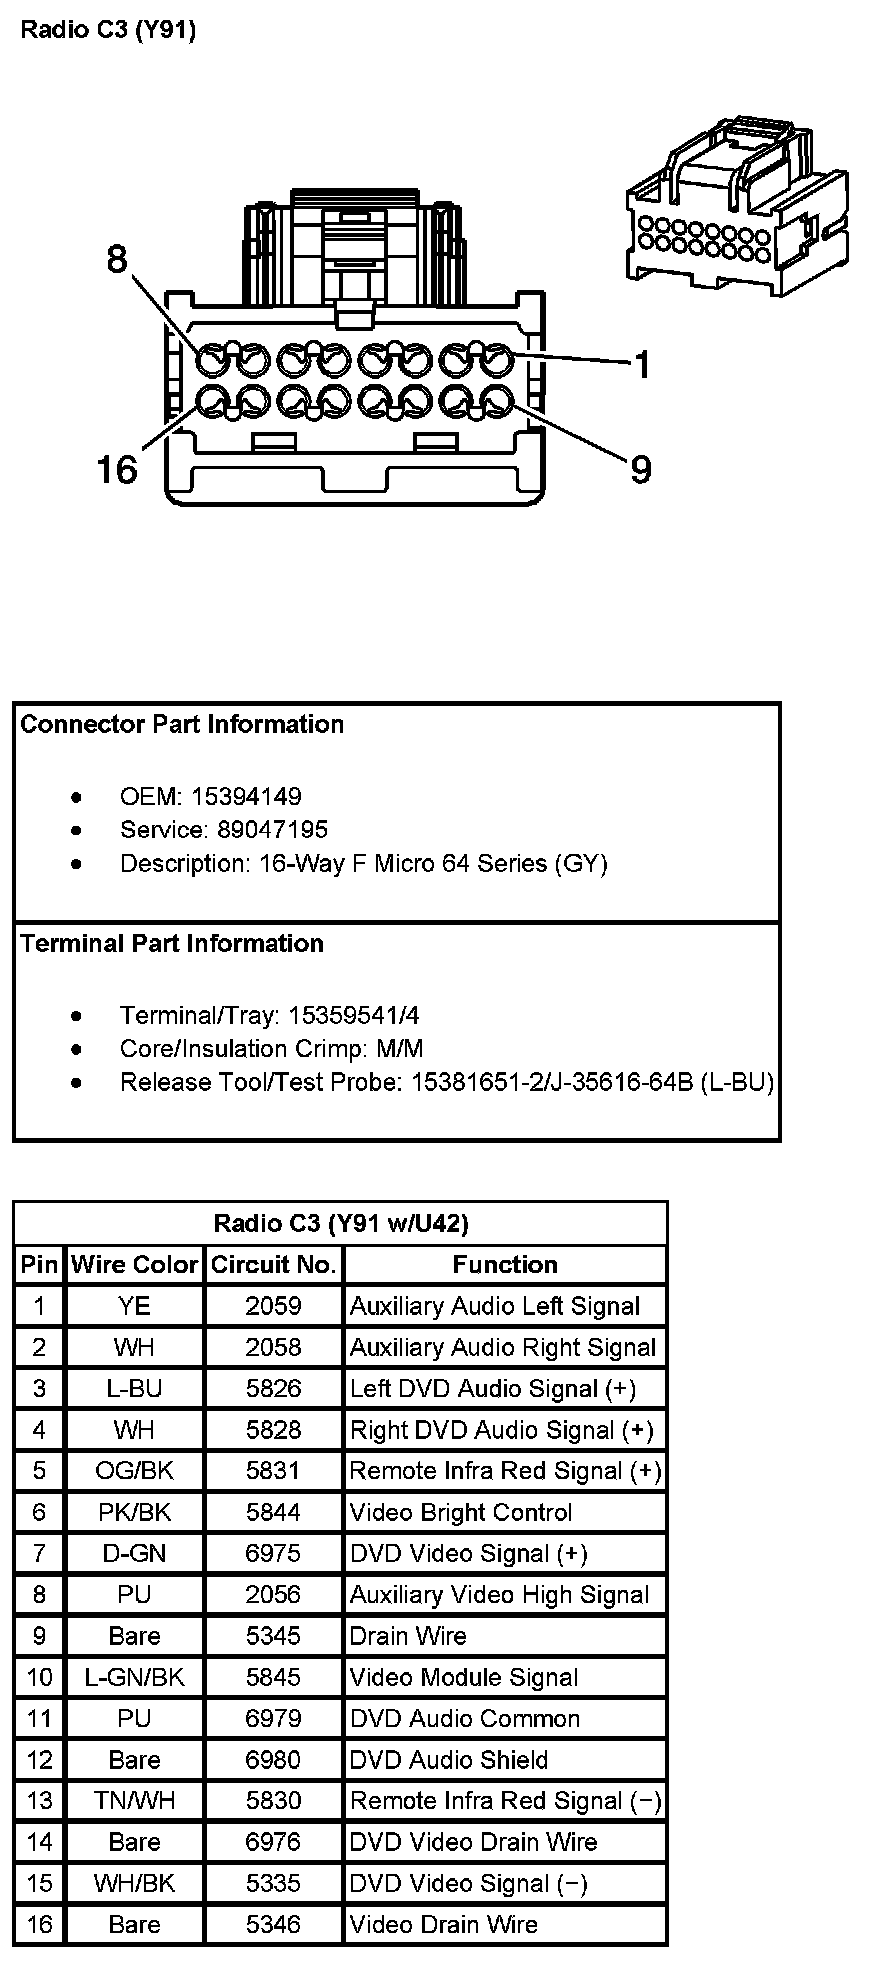 Radio C3 (Y91)
8
1
16
9
Connector Part Information
• OEM: 15394149
• Service: 89047195
• Description: 16-Way F Micro 64 Series (GY)
Terminal Part Information
• Terminal/Tray: 15359541/4
• Core/Insulation Crimp: M/M
• Release Tool/Test Probe: 15381651-2/J-35616-64B (L-BU)
Radio C3 (Y91 w/U42)
Pin Wire Color Circuit No. Function
1 YE 2059 Auxiliary Audio Left Signal
2 WH 2058 Auxiliary Audio Right Signal
3 L-BU 5826 Left DVD Audio Signal (+)
4 WH 5828 Right DVD Audio Signal (+)
5 OG/BK 5831 Remote Infra Red Signal (+)
6 PK/BK 5844 Video Bright Control
7 D-GN 6975 DVD Video Signal (+)
8 PU 2056 Auxiliary Video High Signal
9 Bare 5345 Drain Wire
10 L-GN/BK 5845 Video Module Signal
11 PU 6979 DVD Audio Common
12 Bare 6980 DVD Audio Shield
13 TN/WH 5830 Remote Infra Red Signal (−)
14 Bare 6976 DVD Video Drain Wire
15 WH/BK 5335 DVD Video Signal (−)
16 Bare 5346 Video Drain Wire